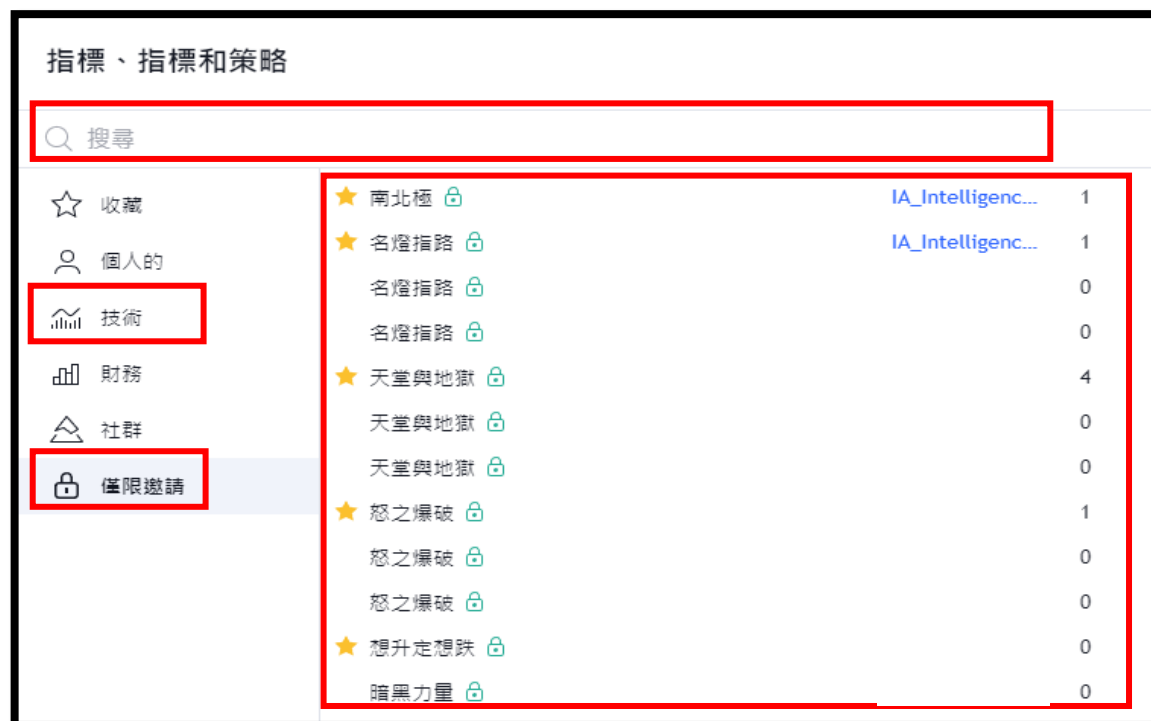 指標、指標和策略
搜尋
收藏
個人的
技術
財務
社群
僅限邀請
南北極 IA_Intelligenc... 1
名燈指路 IA_Intelligenc... 1
名燈指路 0
名燈指路 0
天堂與地獄 4
天堂與地獄 0
天堂與地獄 0
怒之爆破 1
怒之爆破 0
怒之爆破 0
想升定想跌 0
暗黑力量 0